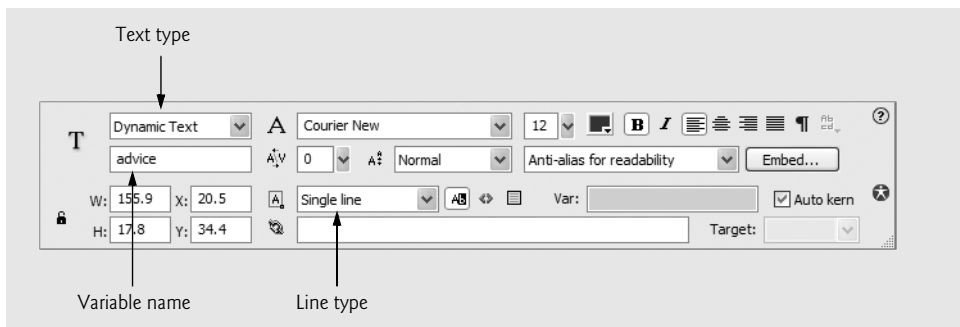 Text type
T Dynamic Text A Courier New 12 B I ¶ ?
advice A V 0 A Normal Anti-alias for readability Embed...
W: 155.9 X: 20.5 A Single line AB <> Var: Auto kern
H: 17.8 Y: 34.4 Target:
Variable name Line type